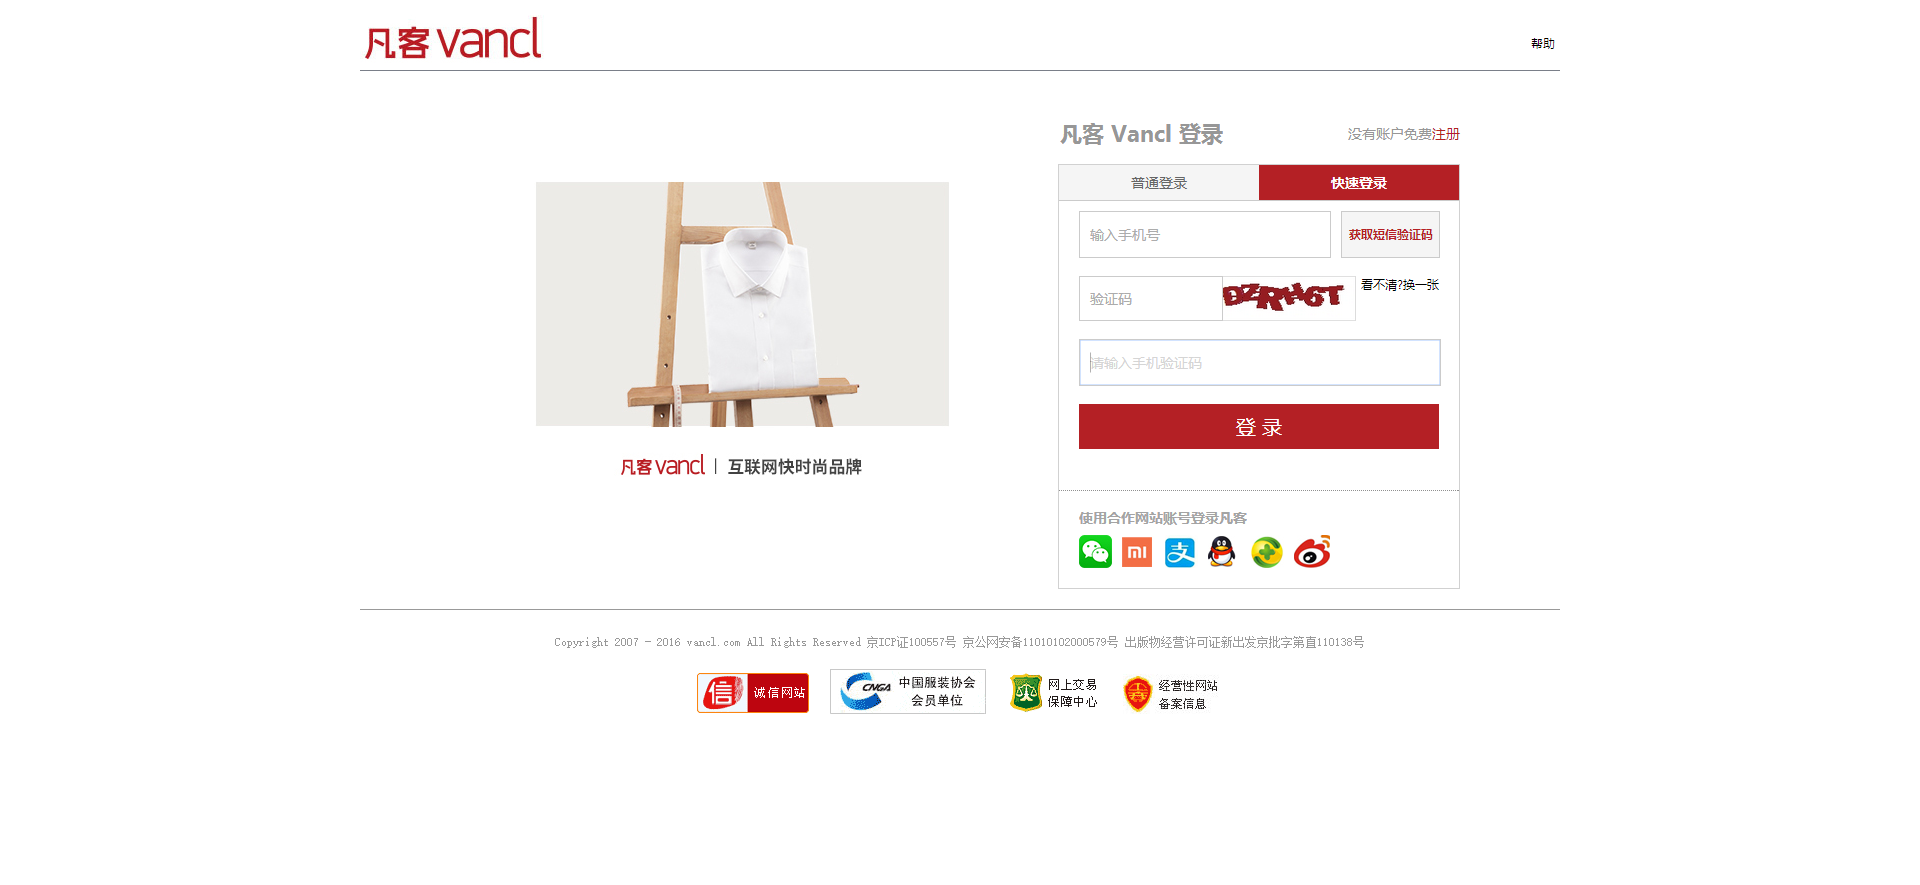 凡客 vancl
帮助
凡客 Vancl 登录
没有账户免费注册
普通登录
快速登录
输入手机号
获取短信验证码
验证码
DZRH6T
看不清?换一张
请输入手机验证码
登 录
凡客 vancl | 互联网快时尚品牌
使用合作网站账号登录凡客
Copyright 2007 - 2016 vancl.com All Rights Reserved 京ICP证100557号 京公网安备11010102000579号 出版物经营许可证新出发京批字第直110138号
信 诚信网站
CNGA 中国服装协会
会员单位
网上交易
保障中心
经营性网站
备案信息